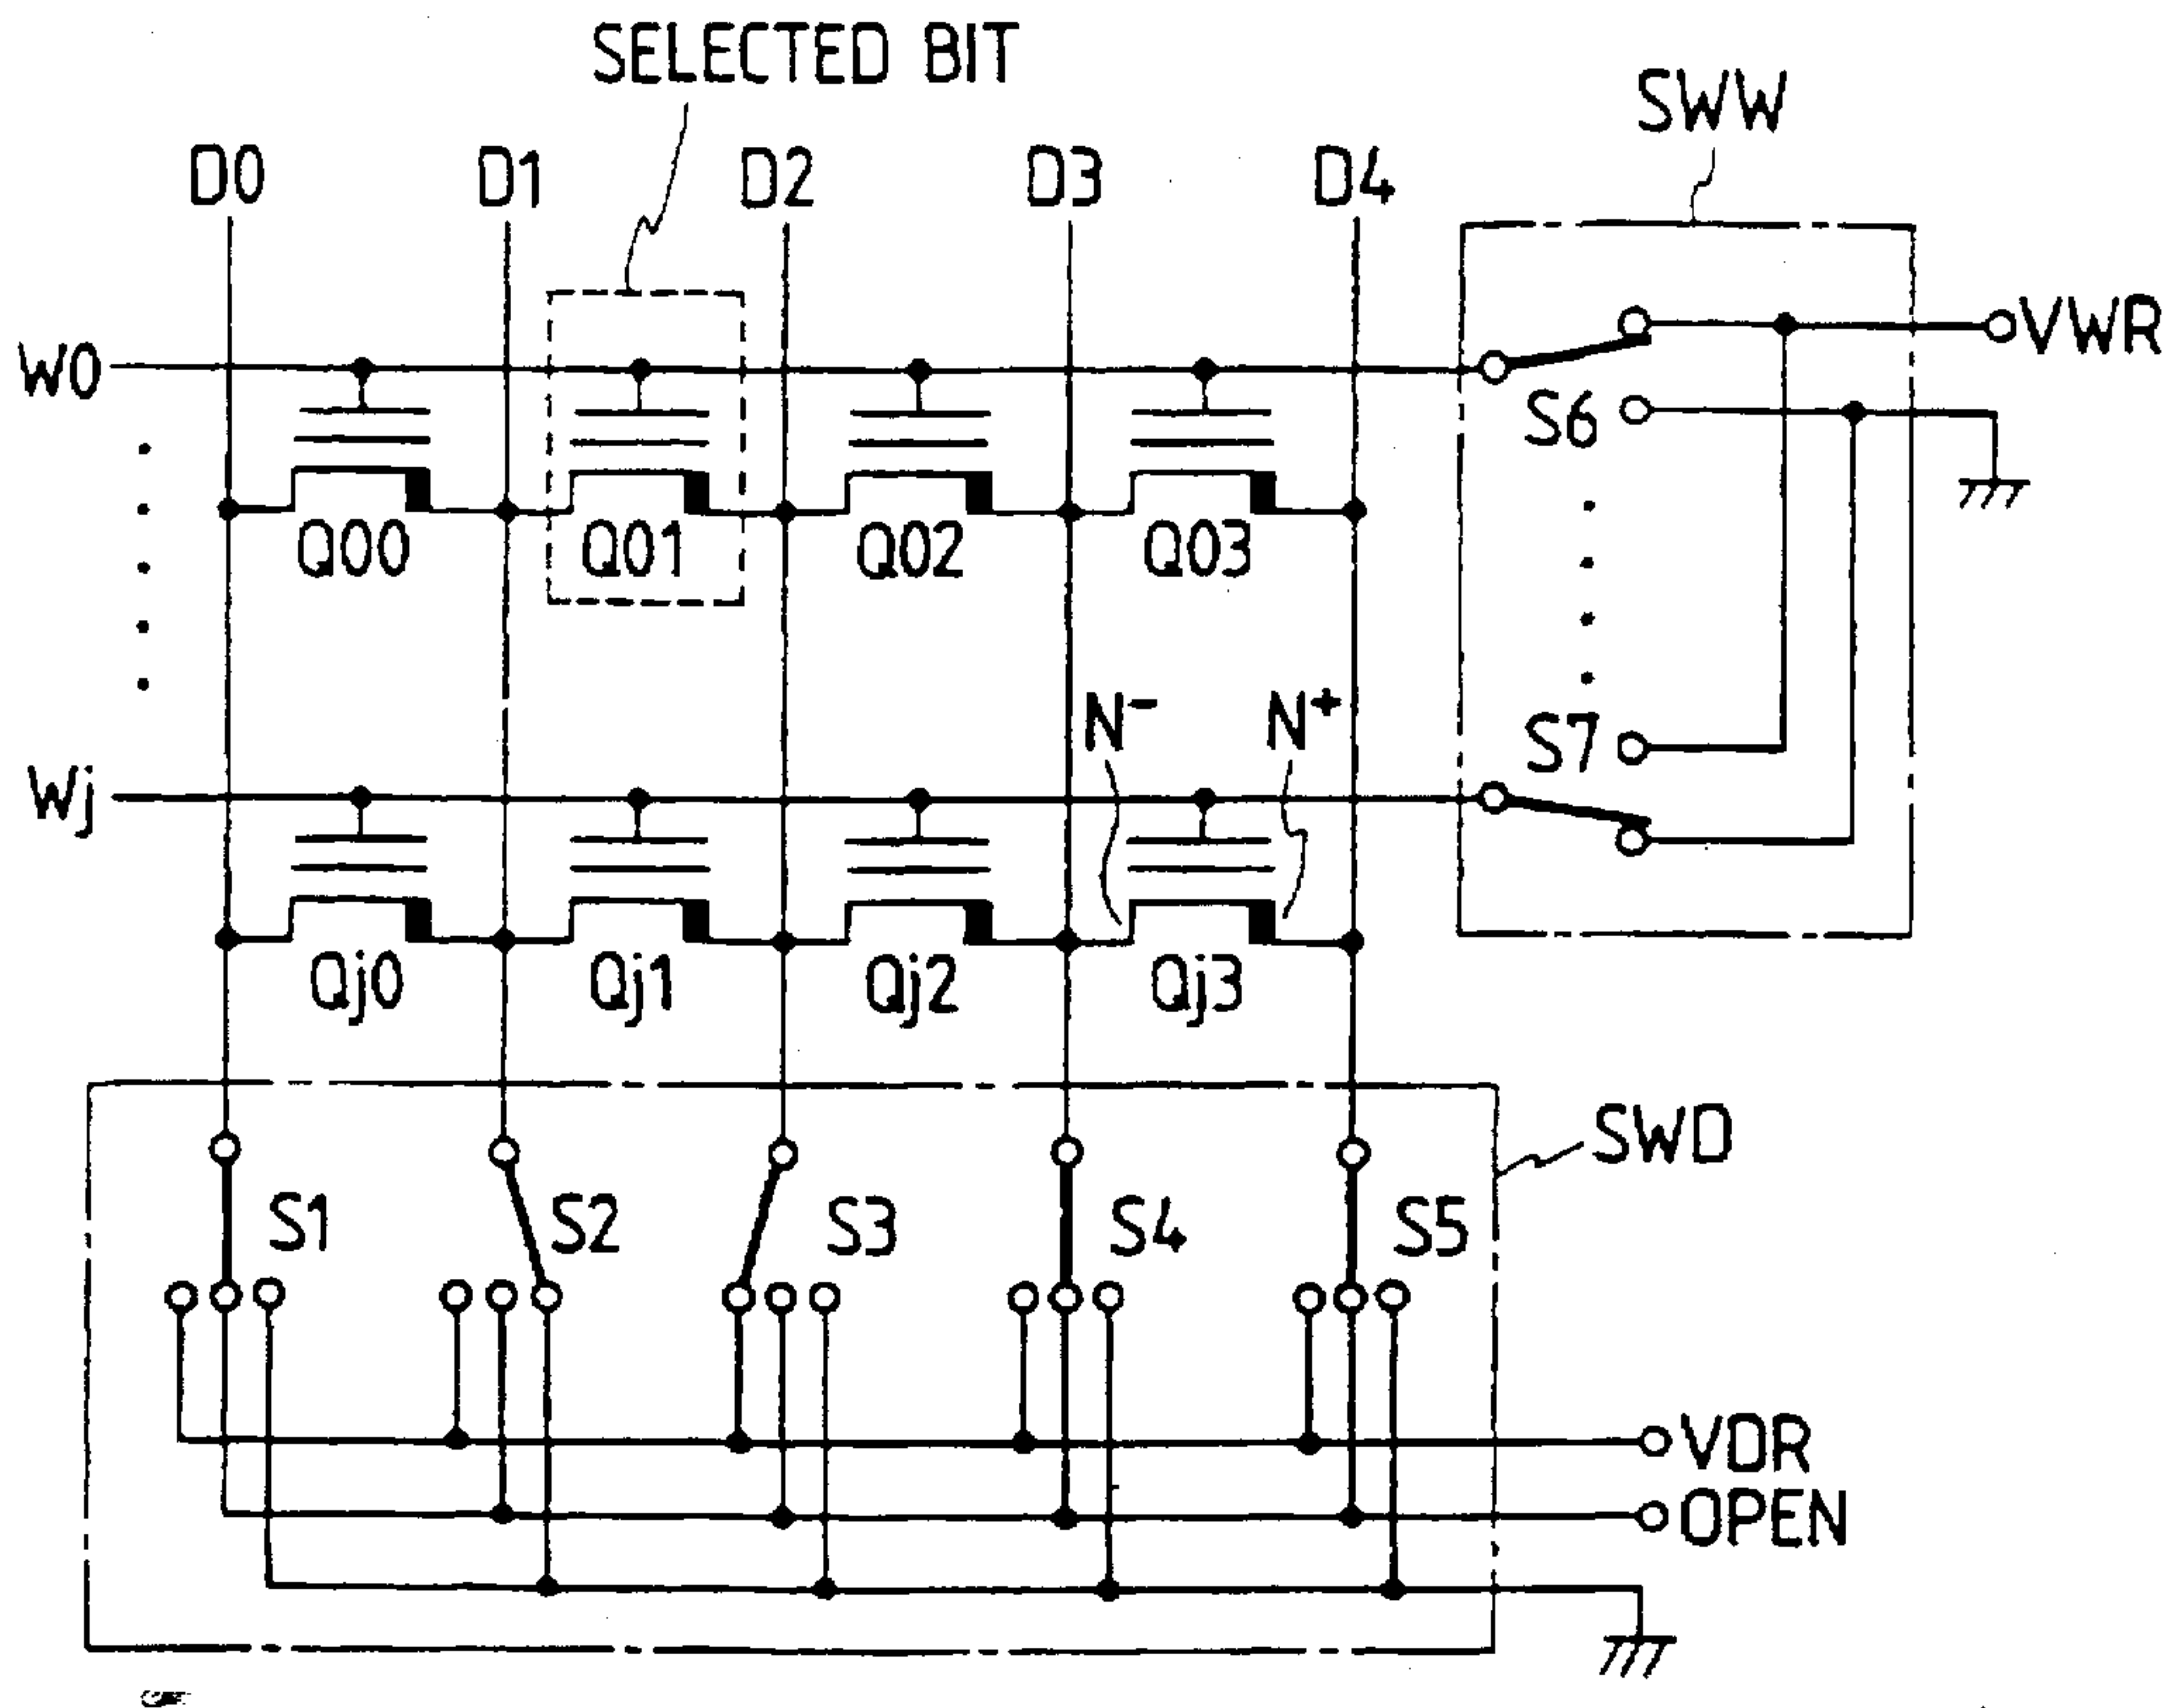 SELECTED BIT
SWW
D0 D1 D2 D3 D4
VWR
W0
S6
Q00 Q01 Q02 Q03
N⁻ N⁺
S7
Wj
Qj0 Qj1 Qj2 Qj3
SWD
S1 S2 S3 S4 S5
VDR
OPEN